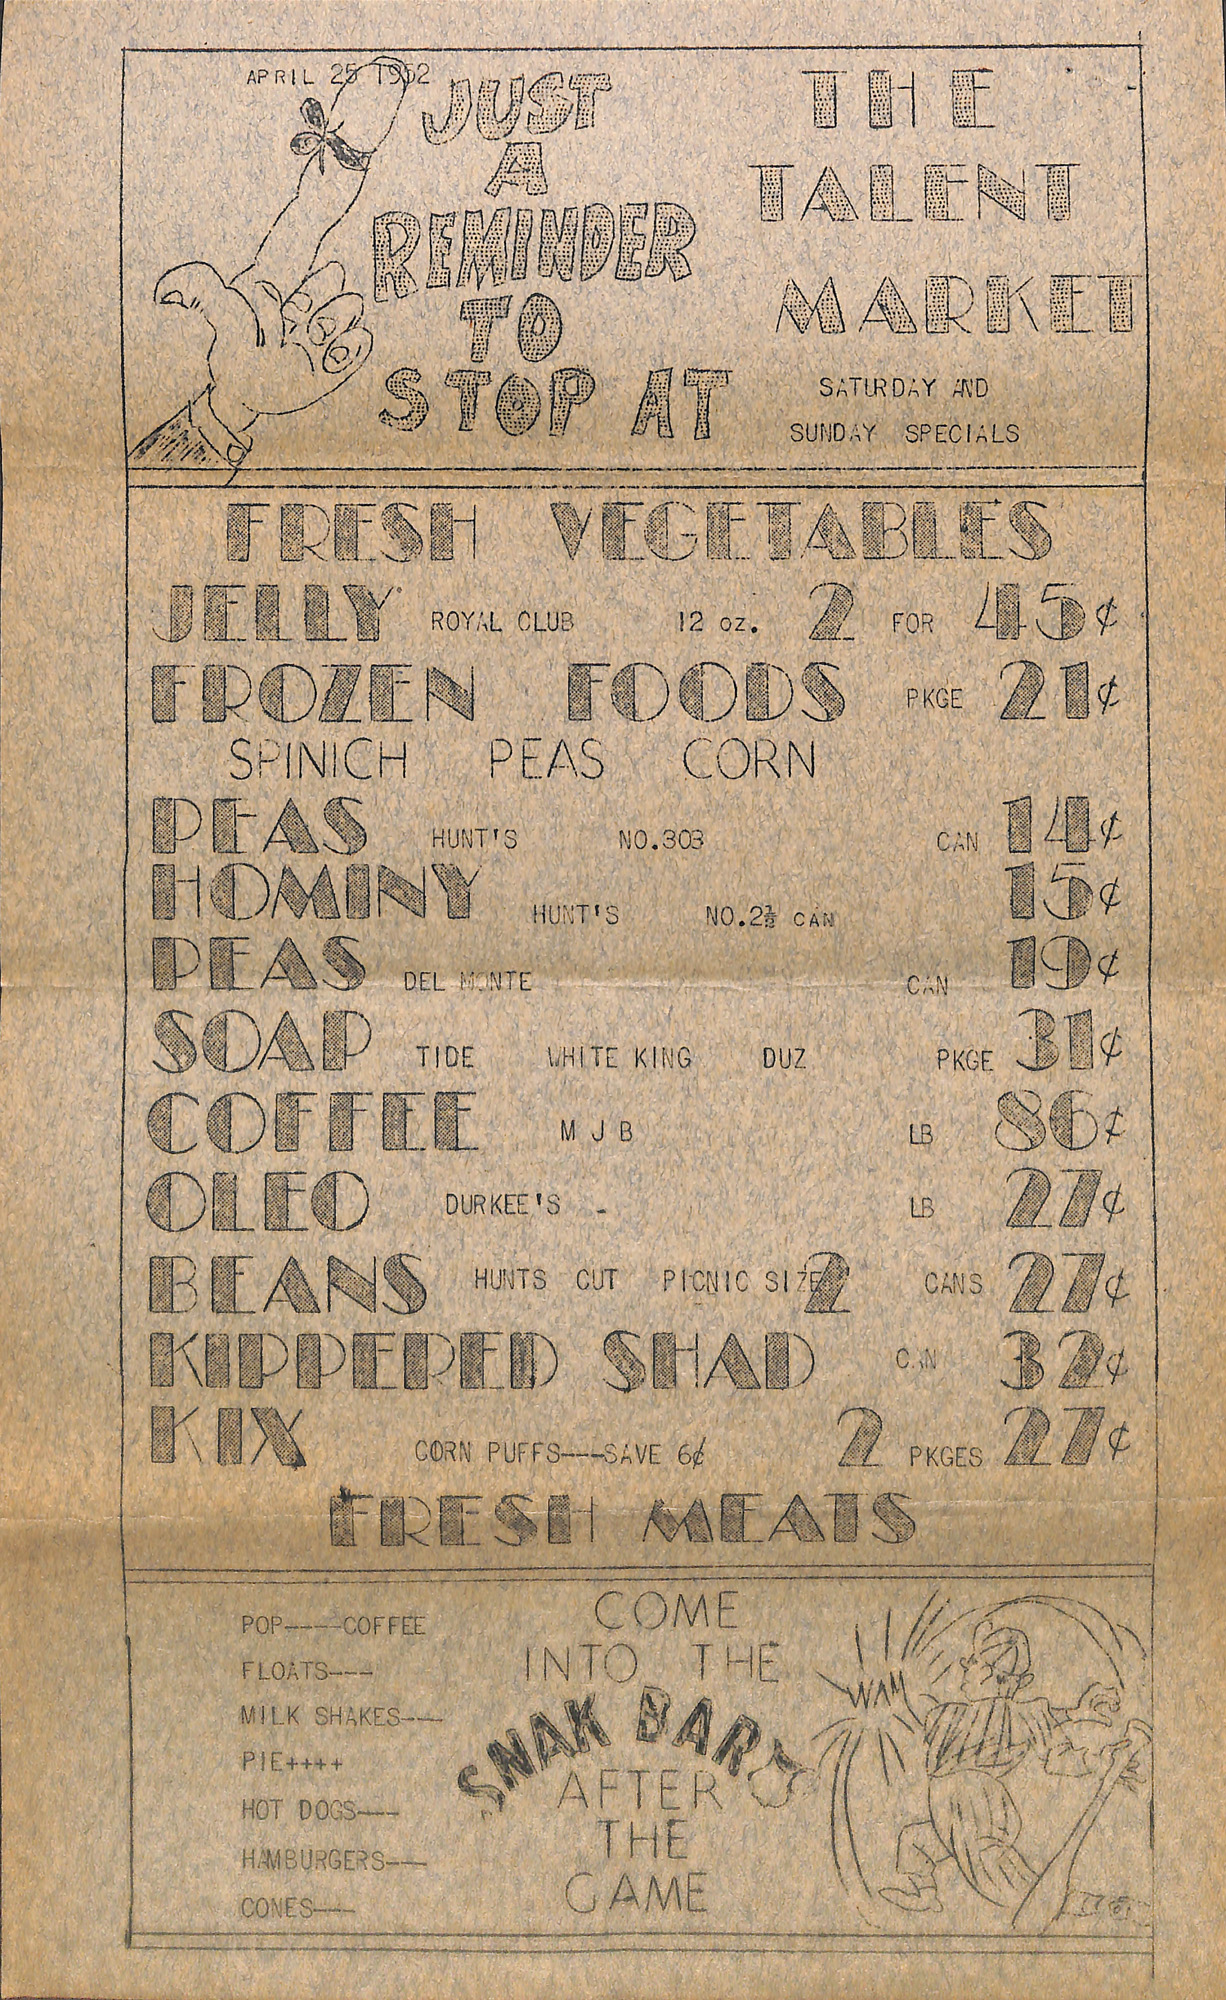 APRIL 25 1952
JUST
A
REMINDER
TO
STOP AT
THE
TALENT
MARKET
SATURDAY AND
SUNDAY SPECIALS
FRESH VEGETABLES
JELLY ROYAL CLUB 12 oz. 2 FOR 45¢
FROZEN FOODS PKGE 21¢
SPINICH PEAS CORN
PEAS HUNT'S NO.303 CAN 14¢
HOMINY HUNT'S NO.2½ CAN 15¢
PEAS DEL MONTE CAN 19¢
SOAP TIDE WHITE KING DUZ PKGE 31¢
COFFEE M J B LB 86¢
OLEO DURKEE'S - LB 27¢
BEANS HUNTS CUT PICNIC SIZE 2 CANS 27¢
KIPPERED SHAD CAN 32¢
KIX CORN PUFFS---SAVE 6¢ 2 PKGES 27¢
FRESH MEATS
POP----COFFEE
FLOATS---
MILK SHAKES---
PIE++++
HOT DOGS---
HAMBURGERS---
CONES---
COME
INTO THE
SNAK BAR
AFTER
THE
GAME
WAM